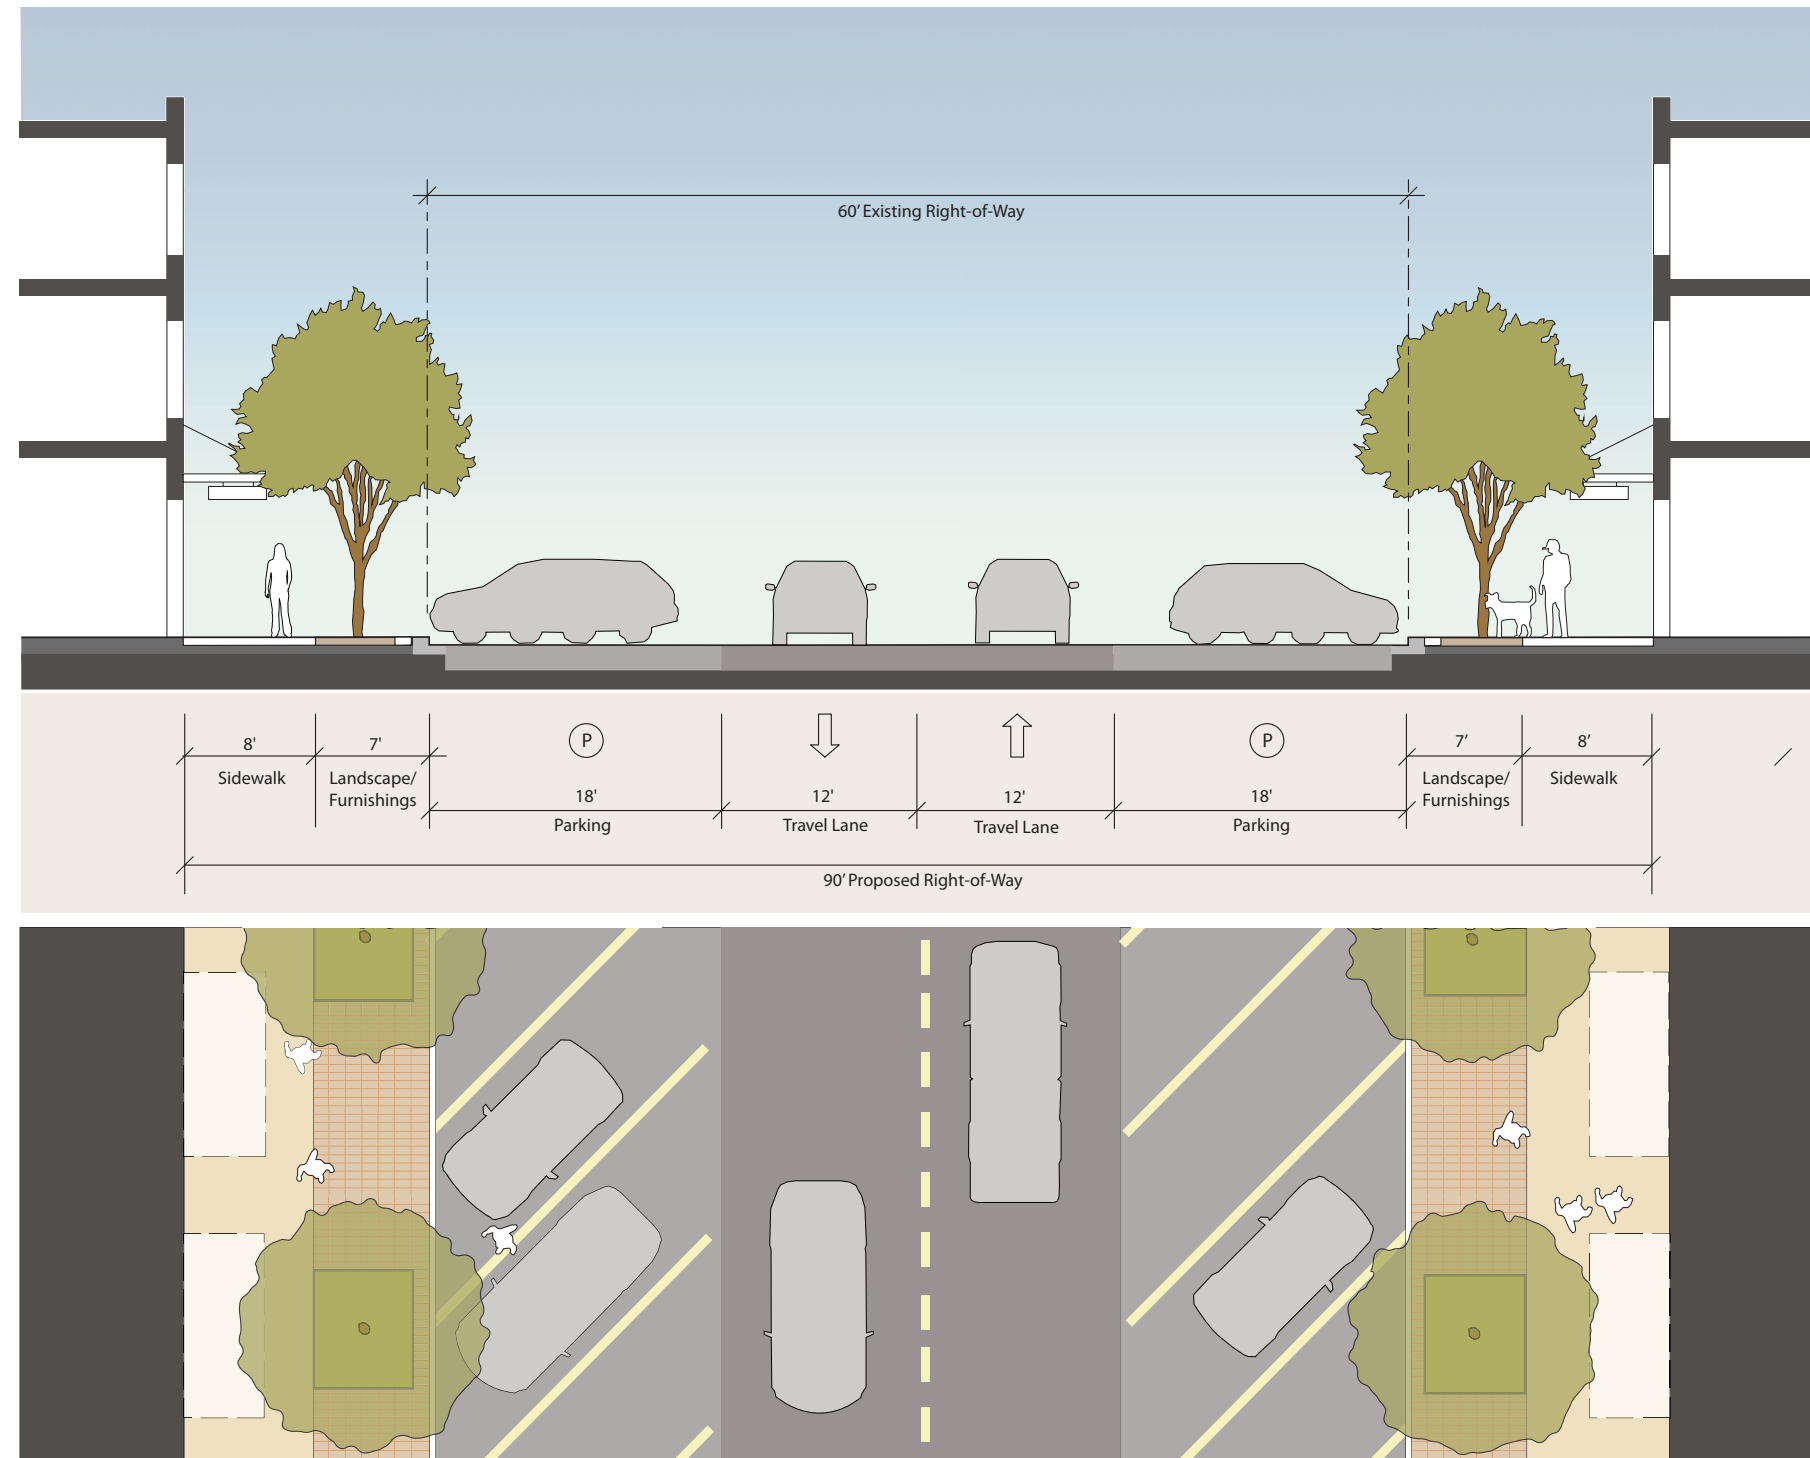 60’ Existing Right-of-Way
8' 7' P P 7’ 8’
Sidewalk Landscape/ Landscape/ Sidewalk
Furnishings Furnishings
18' 12' 12' 18'
Parking Travel Lane Travel Lane Parking
90’ Proposed Right-of-Way